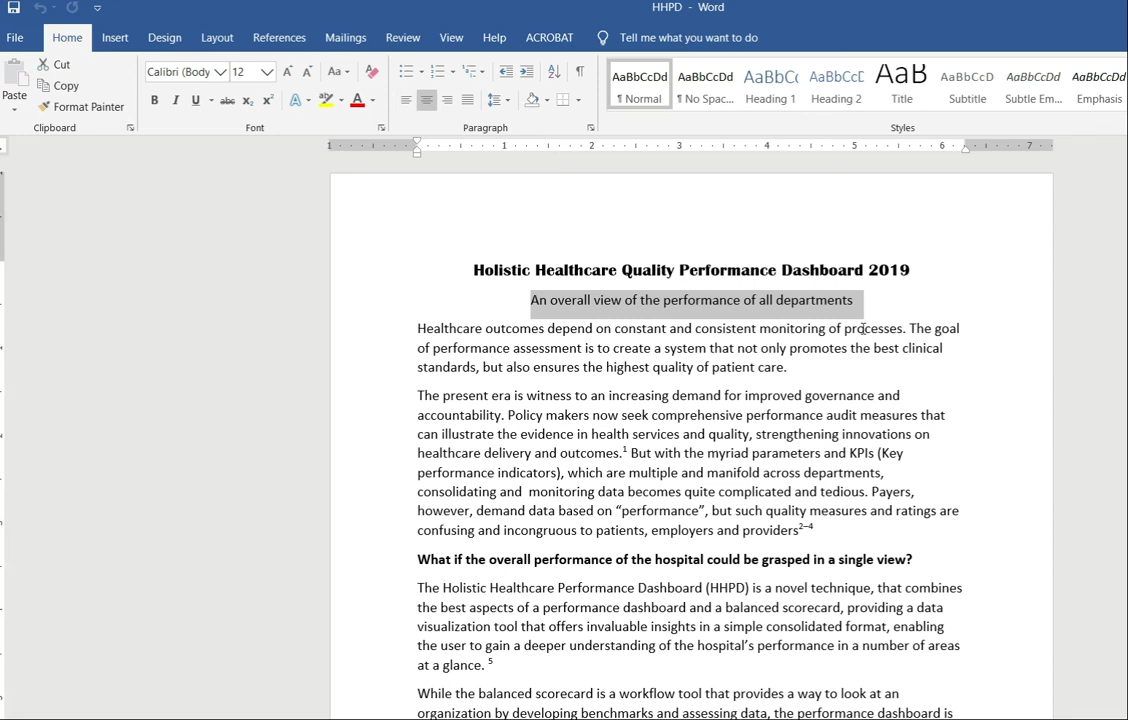 HHPD - Word
File Home Insert Design Layout References Mailings Review View Help ACROBAT Tell me what you want to do
Paste
Cut
Copy
Format Painter
Clipboard
Calibri (Body 12 Aa
B I U abc x₂ x² A A
Font
Paragraph
AaBbCcDd AaBbCcDd AaBbCc AaBbCcE AaB AaBbCcD AaBbCcDd AaBbCcDd
¶ Normal ¶ No Spac... Heading 1 Heading 2 Title Subtitle Subtle Em... Emphasis
Styles
1 1 2 3 4 5 6 7
Holistic Healthcare Quality Performance Dashboard 2019
An overall view of the performance of all departments
Healthcare outcomes depend on constant and consistent monitoring of processes. The goal
of performance assessment is to create a system that not only promotes the best clinical
standards, but also ensures the highest quality of patient care.
The present era is witness to an increasing demand for improved governance and
accountability. Policy makers now seek comprehensive performance audit measures that
can illustrate the evidence in health services and quality, strengthening innovations on
healthcare delivery and outcomes.¹ But with the myriad parameters and KPIs (Key
performance indicators), which are multiple and manifold across departments,
consolidating and  monitoring data becomes quite complicated and tedious. Payers,
however, demand data based on “performance”, but such quality measures and ratings are
confusing and incongruous to patients, employers and providers²⁻⁴
What if the overall performance of the hospital could be grasped in a single view?
The Holistic Healthcare Performance Dashboard (HHPD) is a novel technique, that combines
the best aspects of a performance dashboard and a balanced scorecard, providing a data
visualization tool that offers invaluable insights in a simple consolidated format, enabling
the user to gain a deeper understanding of the hospital’s performance in a number of areas
at a glance. ⁵
While the balanced scorecard is a workflow tool that provides a way to look at an
organization by developing benchmarks and assessing data, the performance dashboard is